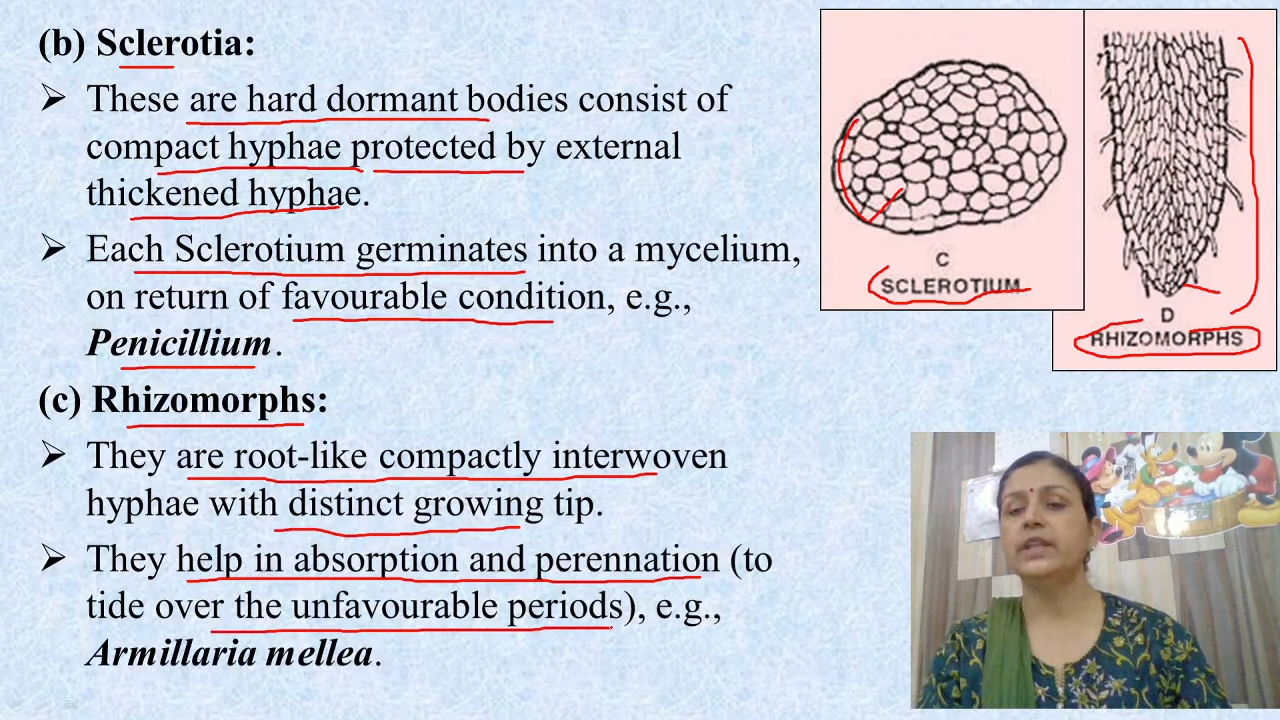 (b) Sclerotia:
➢ These are hard dormant bodies consist of
compact hyphae protected by external
thickened hyphae.
➢ Each Sclerotium germinates into a mycelium,
on return of favourable condition, e.g.,
Penicillium.
(c) Rhizomorphs:
➢ They are root-like compactly interwoven
hyphae with distinct growing tip.
➢ They help in absorption and perennation (to
tide over the unfavourable periods), e.g.,
Armillaria mellea.
C
SCLEROTIUM
D
RHIZOMORPHS